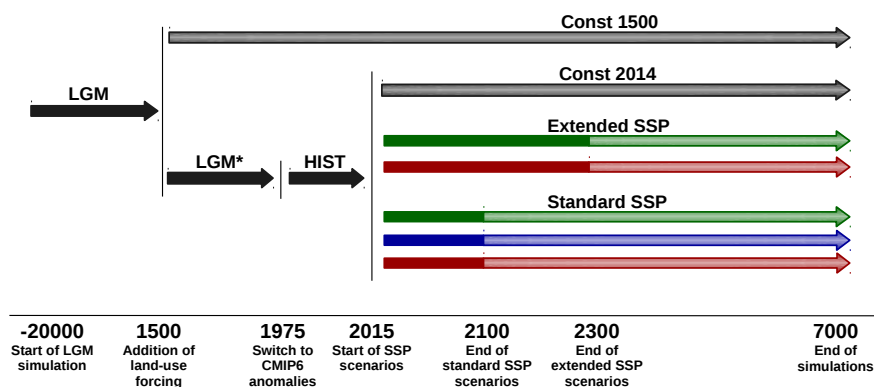 Const 1500
Const 2014
LGM
Extended SSP
LGM*
HIST
Standard SSP
-20000 1500 1975 2015 2100 2300 7000
Start of LGM Addition of Switch to Start of SSP End of End of End of
simulation land-use CMIP6 scenarios standard SSP extended SSP simulations
forcing anomalies scenarios scenarios